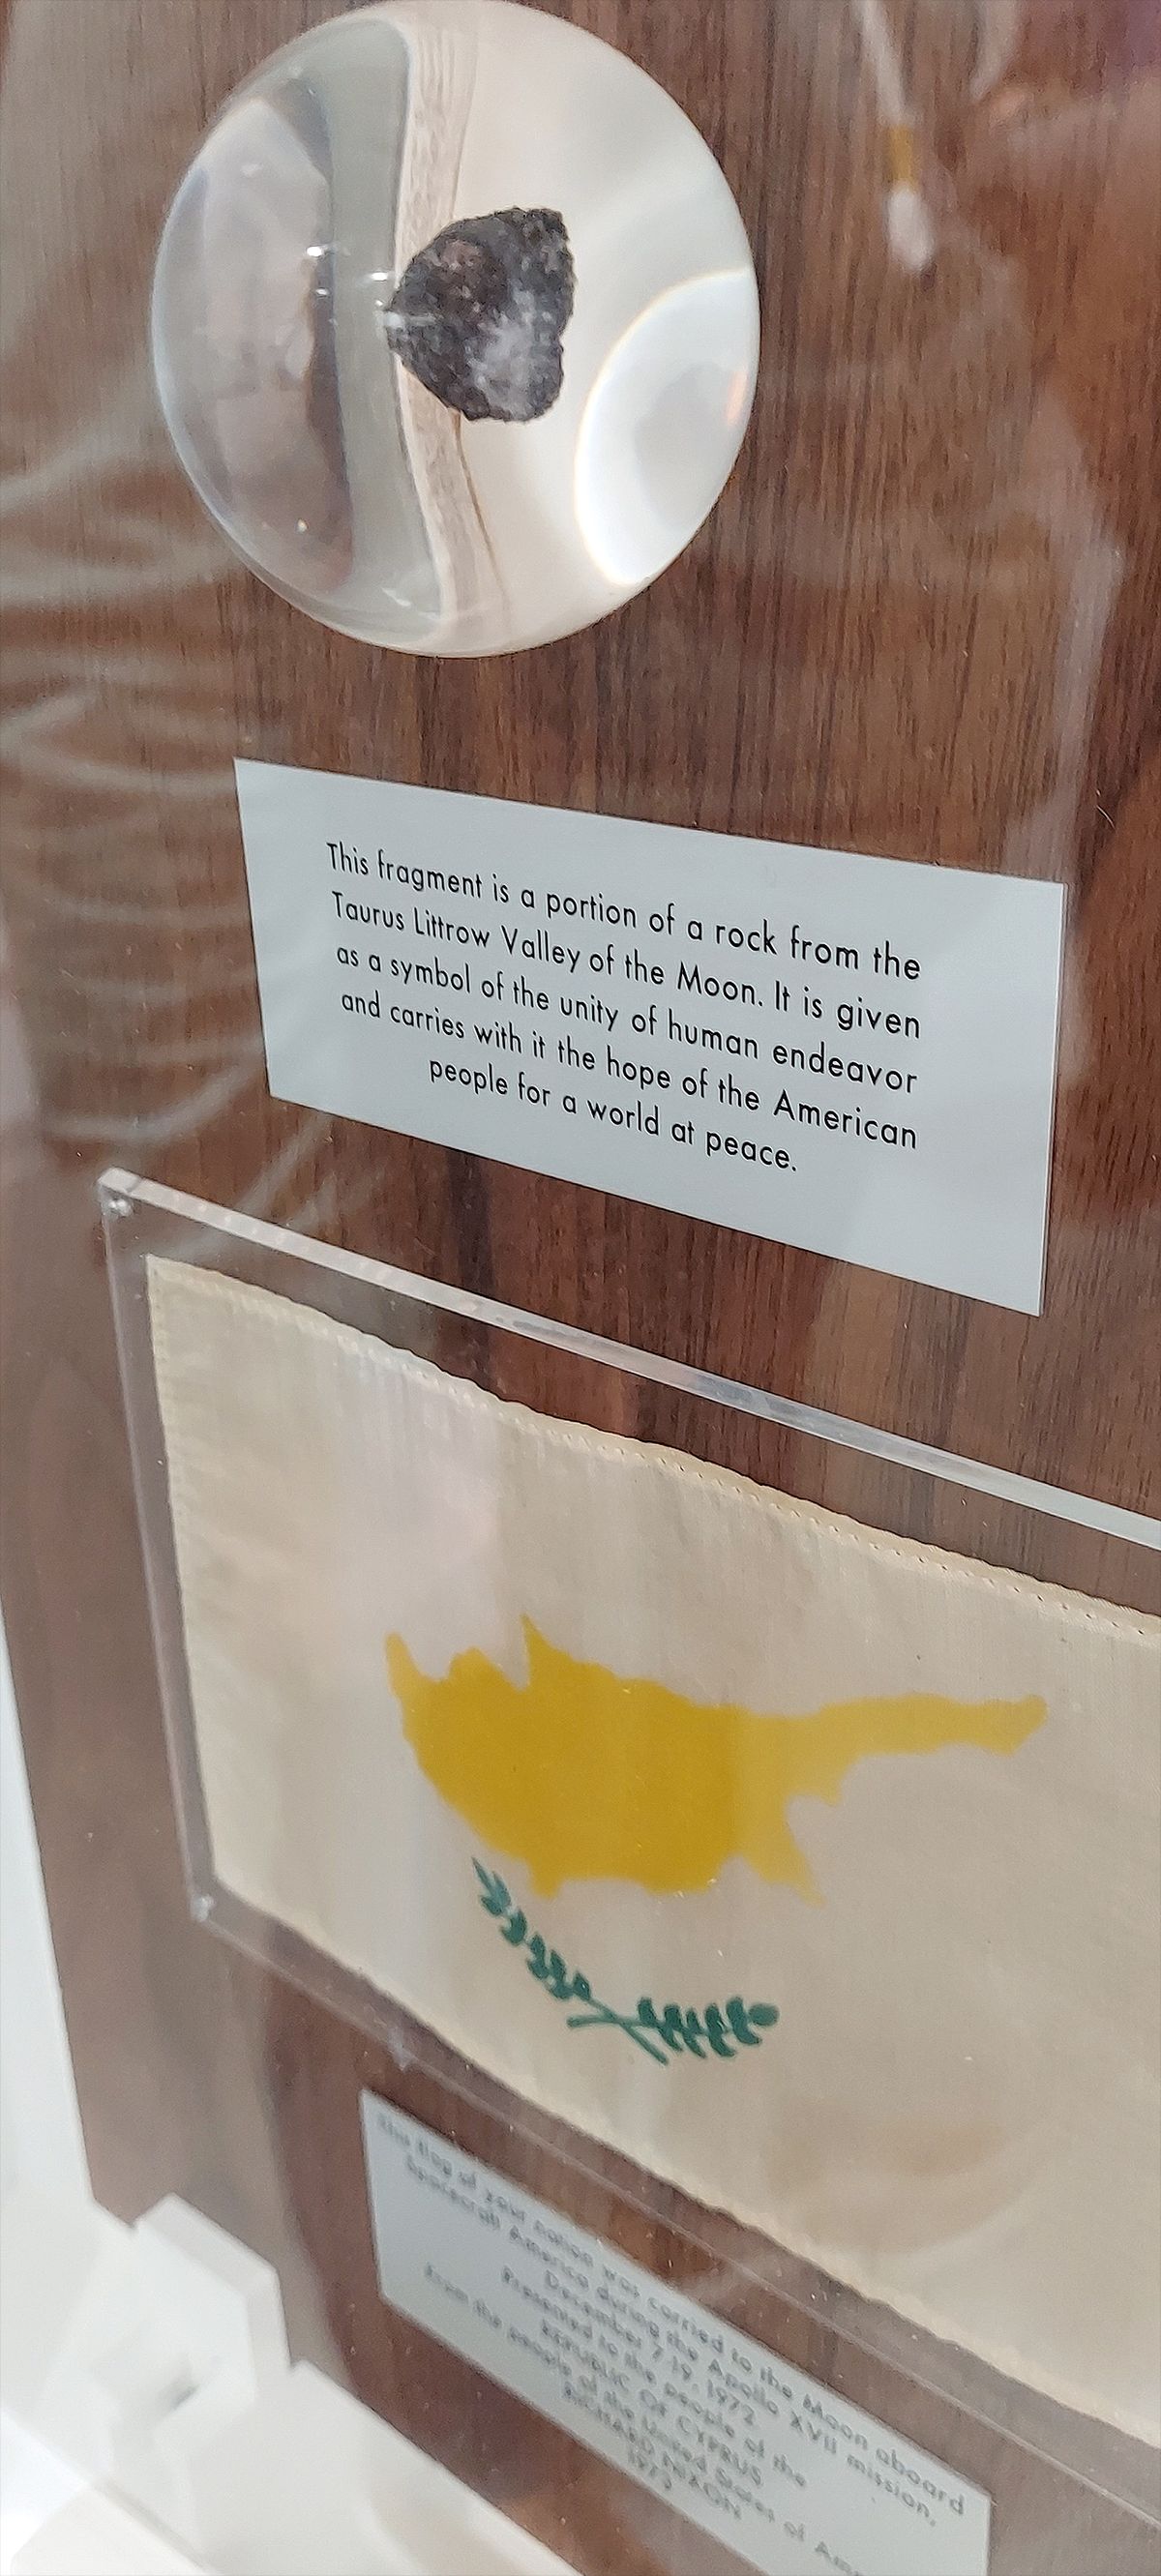 This fragment is a portion of a rock from the
Taurus Littrow Valley of the Moon. It is given
as a symbol of the unity of human endeavor
and carries with it the hope of the American
people for a world at peace.
This flag of your nation was carried to the Moon aboard
Spacecraft America during the Apollo XVII mission,
December 7-19, 1972
Presented to the people of the
REPUBLIC OF CYPRUS
From the people of the United States of Ame
RICHARD NIXON
1973